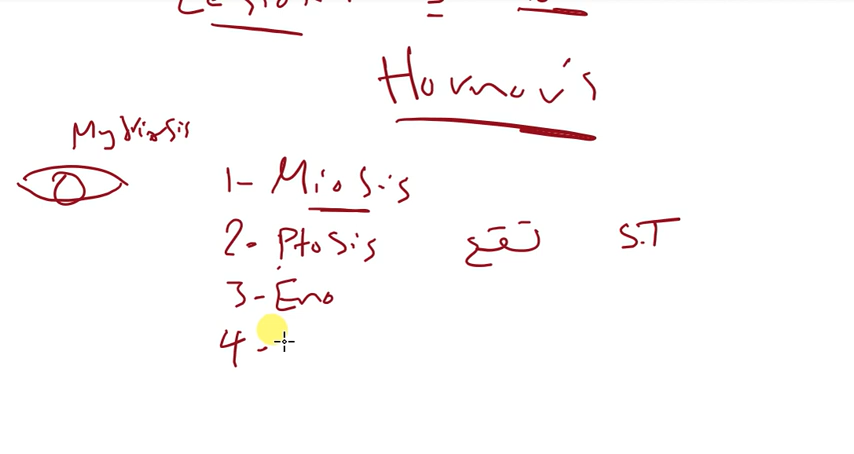 Horner's
Mydriasis
1- Miosis
2- Ptosis تقع S.T
3- Eno
4-